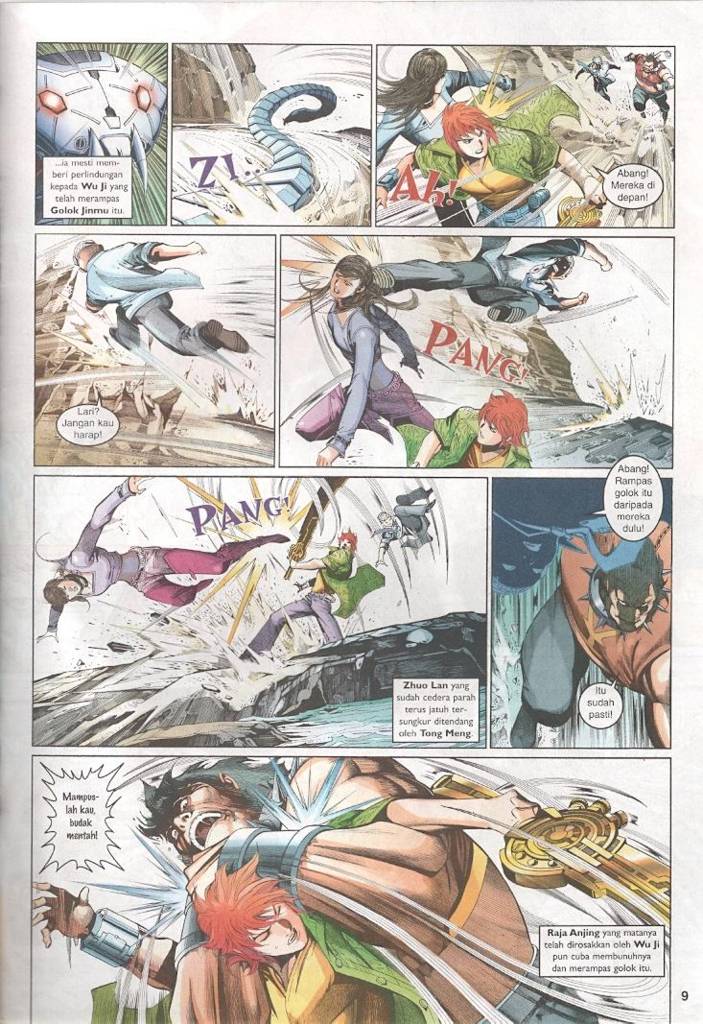 ...ia mesti mem-
beri perlindungan
kepada Wu Ji yang
telah merampas
Golok Jinmu itu.
ZI...
Ah!
Abang!
Mereka di
depan!
Lari?
Jangan kau
harap!
PANG!
PANG!
Zhuo Lan yang
sudah cedera parah
terus jatuh ter-
sungkur ditendang
oleh Tong Meng.
Abang!
Rampas
golok itu
daripada
mereka
dulu!
Itu
sudah
pasti!
Mampus-
lah kau,
budak
mentah!
Raja Anjing yang matanya
telah dirosakkan oleh Wu Ji
pun cuba membunuhnya
dan merampas golok itu.
9